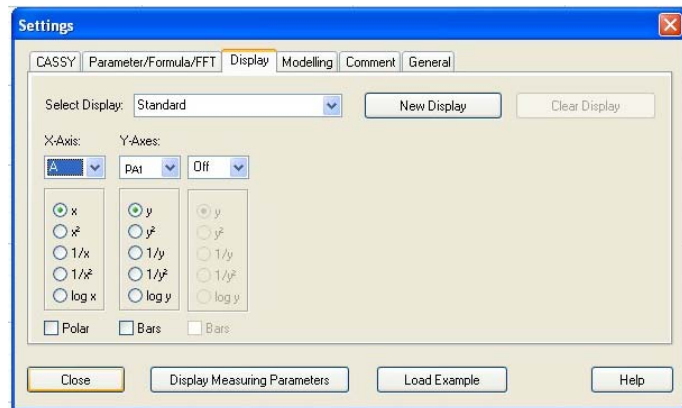 Settings
CASSY Parameter/Formula/FFT Display Modelling Comment General
Select Display: Standard New Display Clear Display
X-Axis: Y-Axes:
A PA1 Off
x y y
x² y² y²
1/x 1/y 1/y
1/x² 1/y² 1/y²
log x log y log y
Polar Bars Bars
Close Display Measuring Parameters Load Example Help